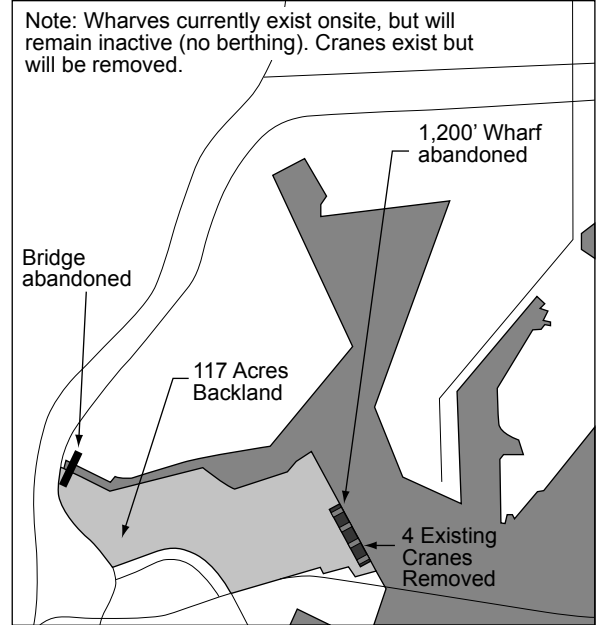 Note: Wharves currently exist onsite, but will
remain inactive (no berthing). Cranes exist but
will be removed.
1,200' Wharf
abandoned
Bridge
abandoned
117 Acres
Backland
4 Existing
Cranes
Removed